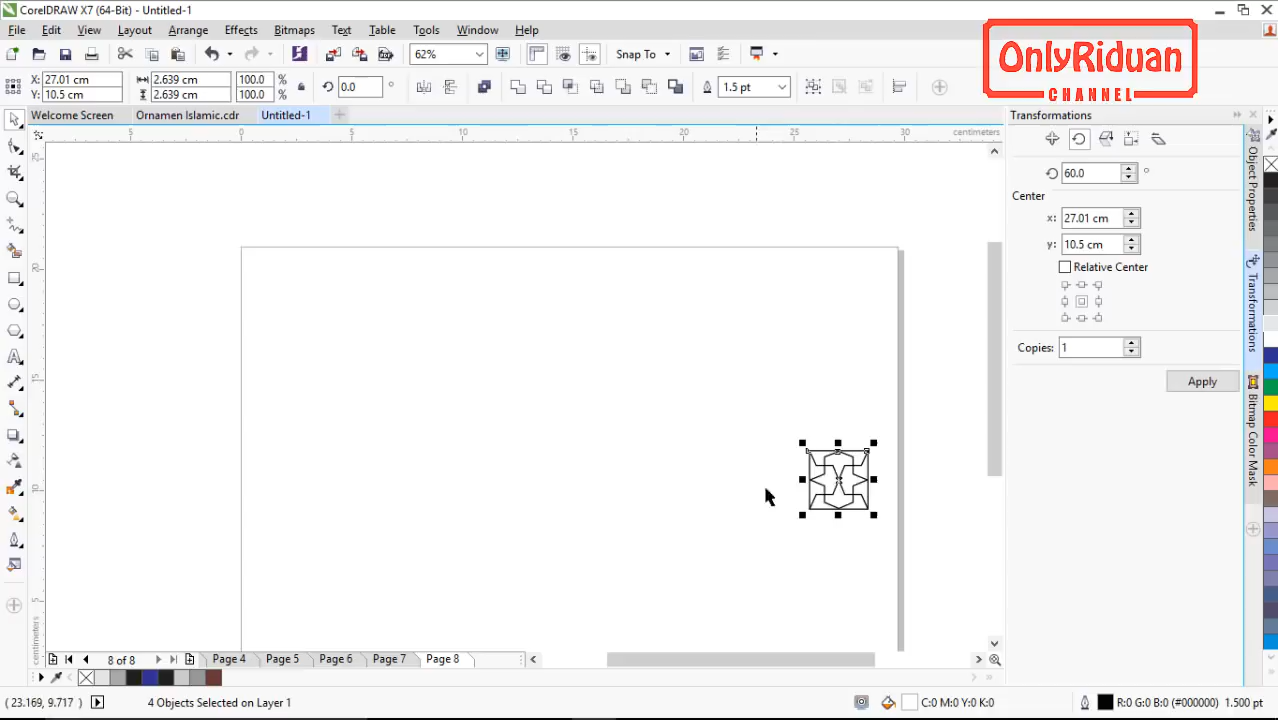 CorelDRAW X7 (64-Bit) - Untitled-1
File Edit View Layout Arrange Effects Bitmaps Text Table Tools Window Help
62% Snap To
X: 27.01 cm 2.639 cm 100.0 % 0.0 ° 1.5 pt
Y: 10.5 cm 2.639 cm 100.0 %
OnlyRiduan
CHANNEL
Welcome Screen Ornamen Islamic.cdr Untitled-1
5 0 5 10 15 20 25 30 centimeters
20
15
10
5
centimeters
Transformations
60.0 °
Center
x: 27.01 cm
y: 10.5 cm
Relative Center
Copies: 1
Apply
Object Properties
Transformations
Bitmap Color Mask
8 of 8 Page 4 Page 5 Page 6 Page 7 Page 8
( 23.169, 9.717 ) 4 Objects Selected on Layer 1 C:0 M:0 Y:0 K:0 R:0 G:0 B:0 (#000000) 1.500 pt